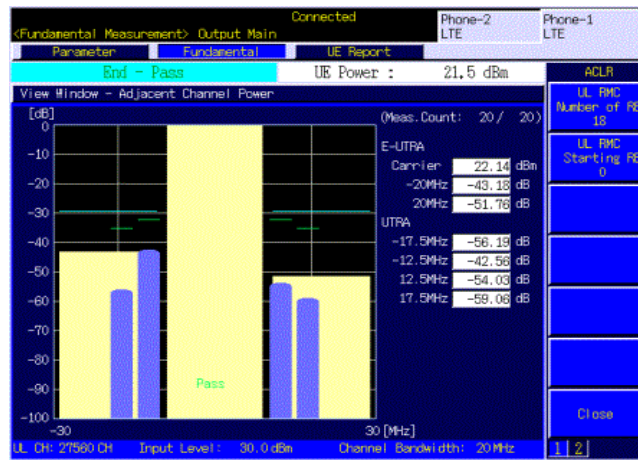 Connected
<Fundamental Measurement> Output Main
Phone-2
LTE
Phone-1
LTE
Parameter
Fundamental
UE Report
End - Pass
UE Power : 21.5 dBm
ACLR
View Window - Adjacent Channel Power
UL RMC
Number of RB
18
UL RMC
Starting RB
0
[dB]
(Meas.Count: 20/ 20)
0
-10
-20
-30
-40
-50
-60
-70
-80
-90
-100
E-UTRA
Carrier 22.14 dBm
-20MHz -43.18 dB
20MHz -51.76 dB
UTRA
-17.5MHz -56.19 dB
-12.5MHz -42.56 dB
12.5MHz -54.03 dB
17.5MHz -59.06 dB
Pass
-30
30 [MHz]
Close
UL CH: 27560 CH Input Level: 30.0 dBm Channel Bandwidth: 20 MHz
1 2